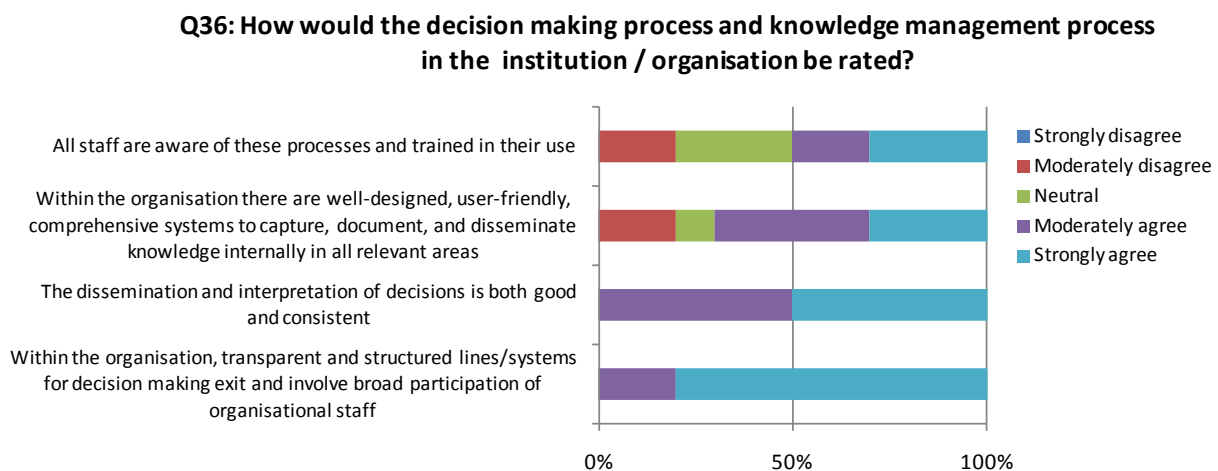 Q36: How would the decision making process and knowledge management process
in the institution / organisation be rated?
All staff are aware of these processes and trained in their use
Within the organisation there are well-designed, user-friendly,
comprehensive systems to capture, document, and disseminate
knowledge internally in all relevant areas
The dissemination and interpretation of decisions is both good
and consistent
Within the organisation, transparent and structured lines/systems
for decision making exit and involve broad participation of
organisational staff
0%
50%
100%
Strongly disagree
Moderately disagree
Neutral
Moderately agree
Strongly agree